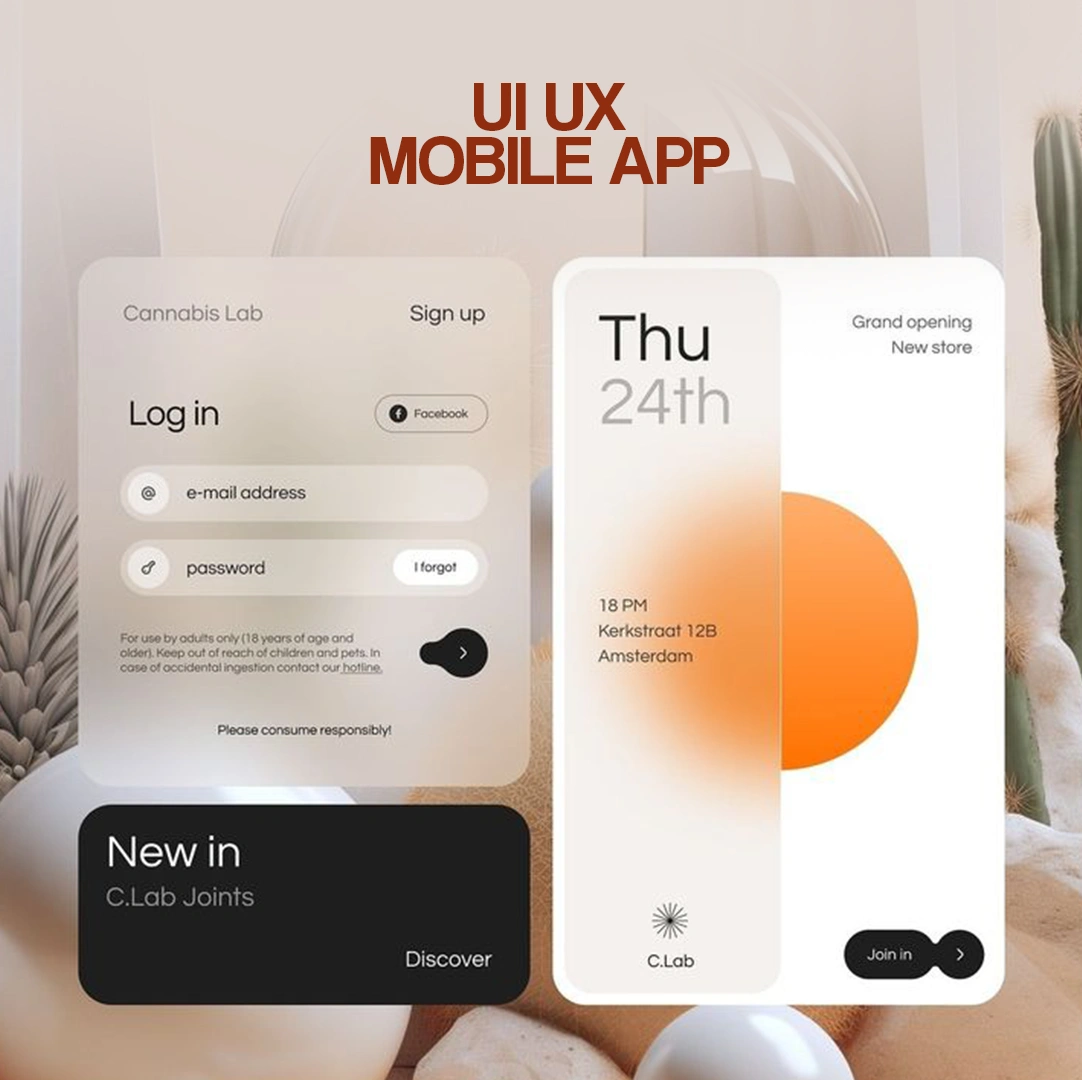 UI UX
MOBILE APP
Cannabis Lab
Sign up
Log in
Facebook
@
e-mail address
password
I forgot
For use by adults only (18 years of age and
older). Keep out of reach of children and pets. In
case of accidental ingestion contact our hotline.
Please consume responsibly!
New in
C.Lab Joints
Discover
Thu
24th
Grand opening
New store
18 PM
Kerkstraat 12B
Amsterdam
C.Lab
Join in